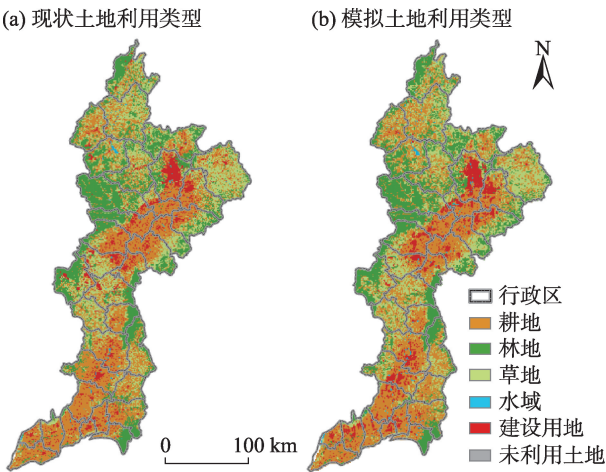 (a) 现状土地利用类型
(b) 模拟土地利用类型
N
行政区
耕地
林地
草地
水域
建设用地
未利用土地
0 100 km